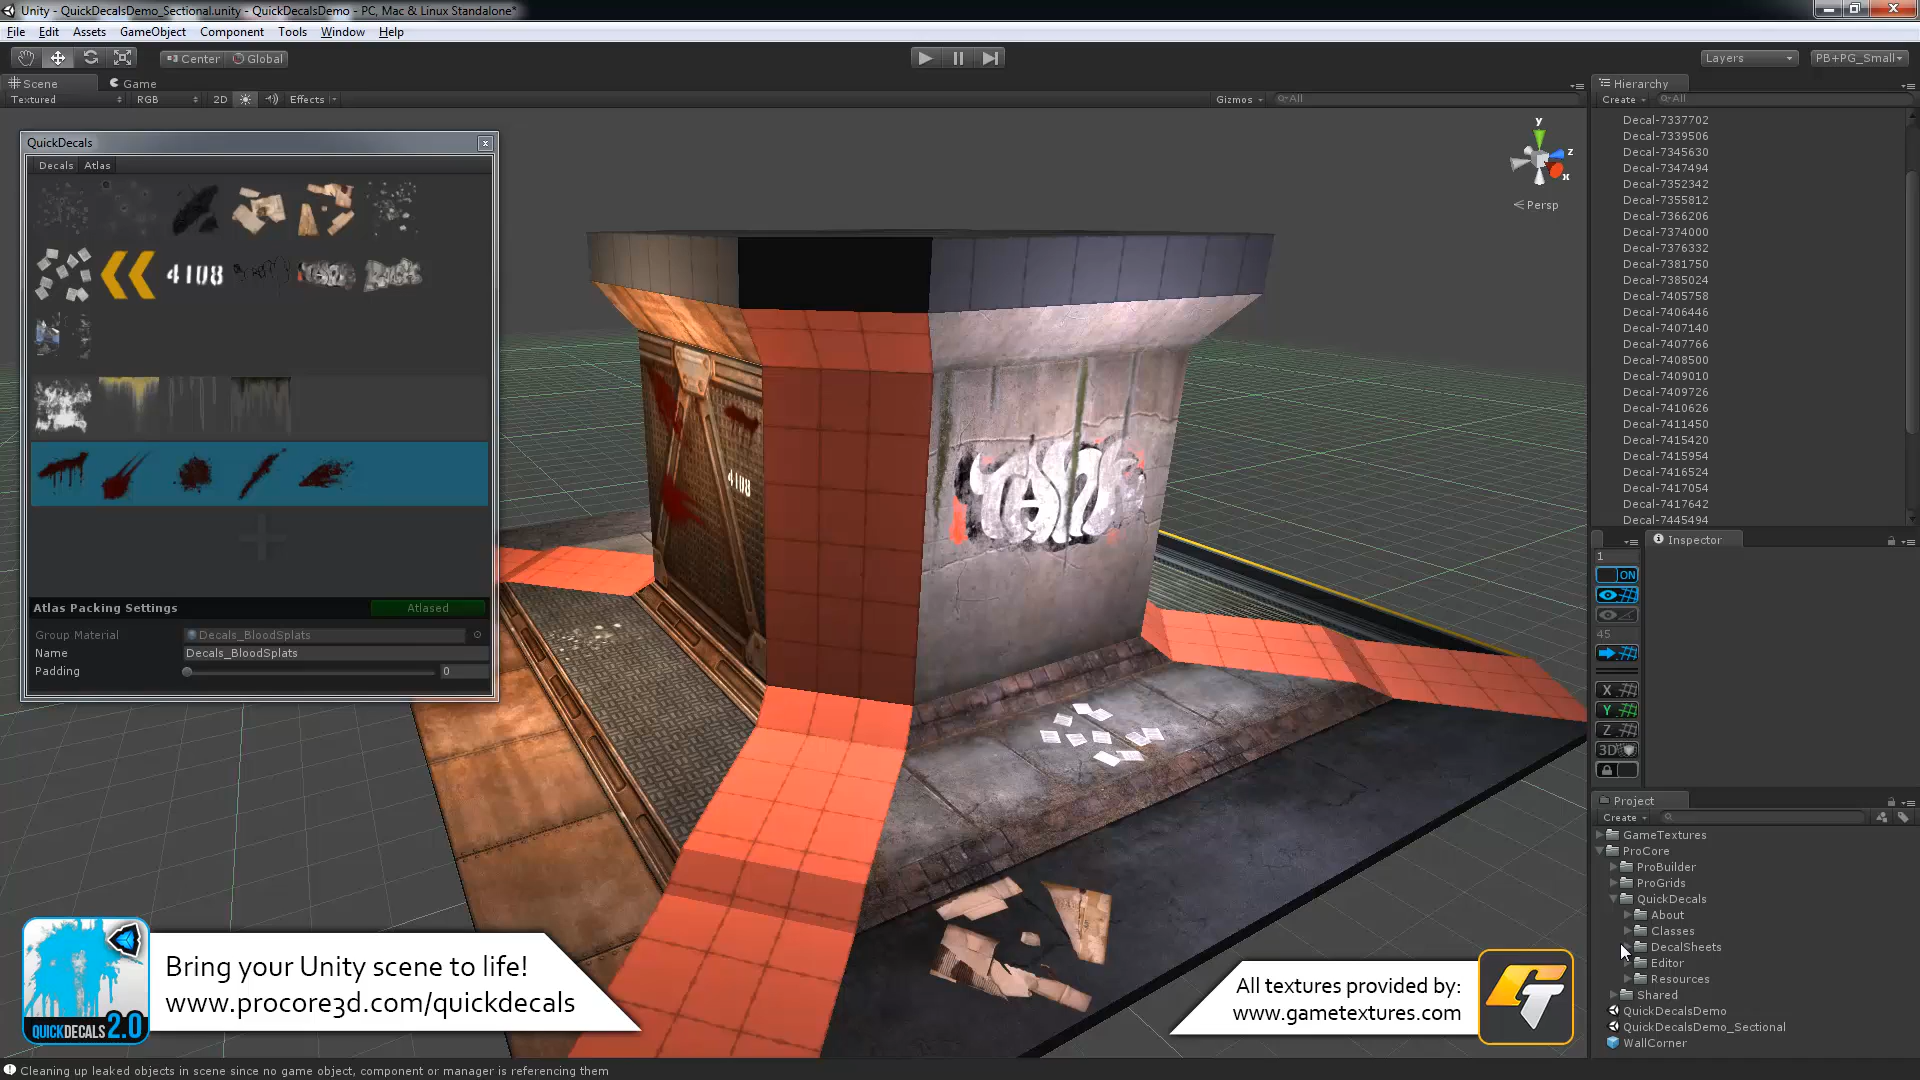 Unity - QuickDecalsDemo_Sectional.unity - QuickDecalsDemo - PC, Mac & Linux Standalone*
File Edit Assets GameObject Component Tools Window Help
Center Global
Layers
PB+PG_Small
Scene
Game
Textured
RGB
2D
Effects
Gizmos
All
y
z
x
Persp
QuickDecals
x
Decals Atlas
4108
Atlas Packing Settings
Atlased
Group Material
Decals_BloodSplats
Name
Decals_BloodSplats
Padding
0
4108
Hierarchy
Create
All
Decal-7337702
Decal-7339506
Decal-7345630
Decal-7347494
Decal-7352342
Decal-7355812
Decal-7366206
Decal-7374000
Decal-7376332
Decal-7381750
Decal-7385024
Decal-7405758
Decal-7406446
Decal-7407140
Decal-7407766
Decal-7408500
Decal-7409010
Decal-7409726
Decal-7410626
Decal-7411450
Decal-7415420
Decal-7415954
Decal-7416524
Decal-7417054
Decal-7417642
Decal-7445494
Inspector
1
ON
45
X
Y
Z
3D
Project
Create
GameTextures
ProCore
ProBuilder
ProGrids
QuickDecals
About
Classes
DecalSheets
Editor
Resources
Shared
QuickDecalsDemo
QuickDecalsDemo_Sectional
WallCorner
QUICKDECALS 2.0
Bring your Unity scene to life!
www.procore3d.com/quickdecals
All textures provided by:
www.gametextures.com
GT
Cleaning up leaked objects in scene since no game object, component or manager is referencing them